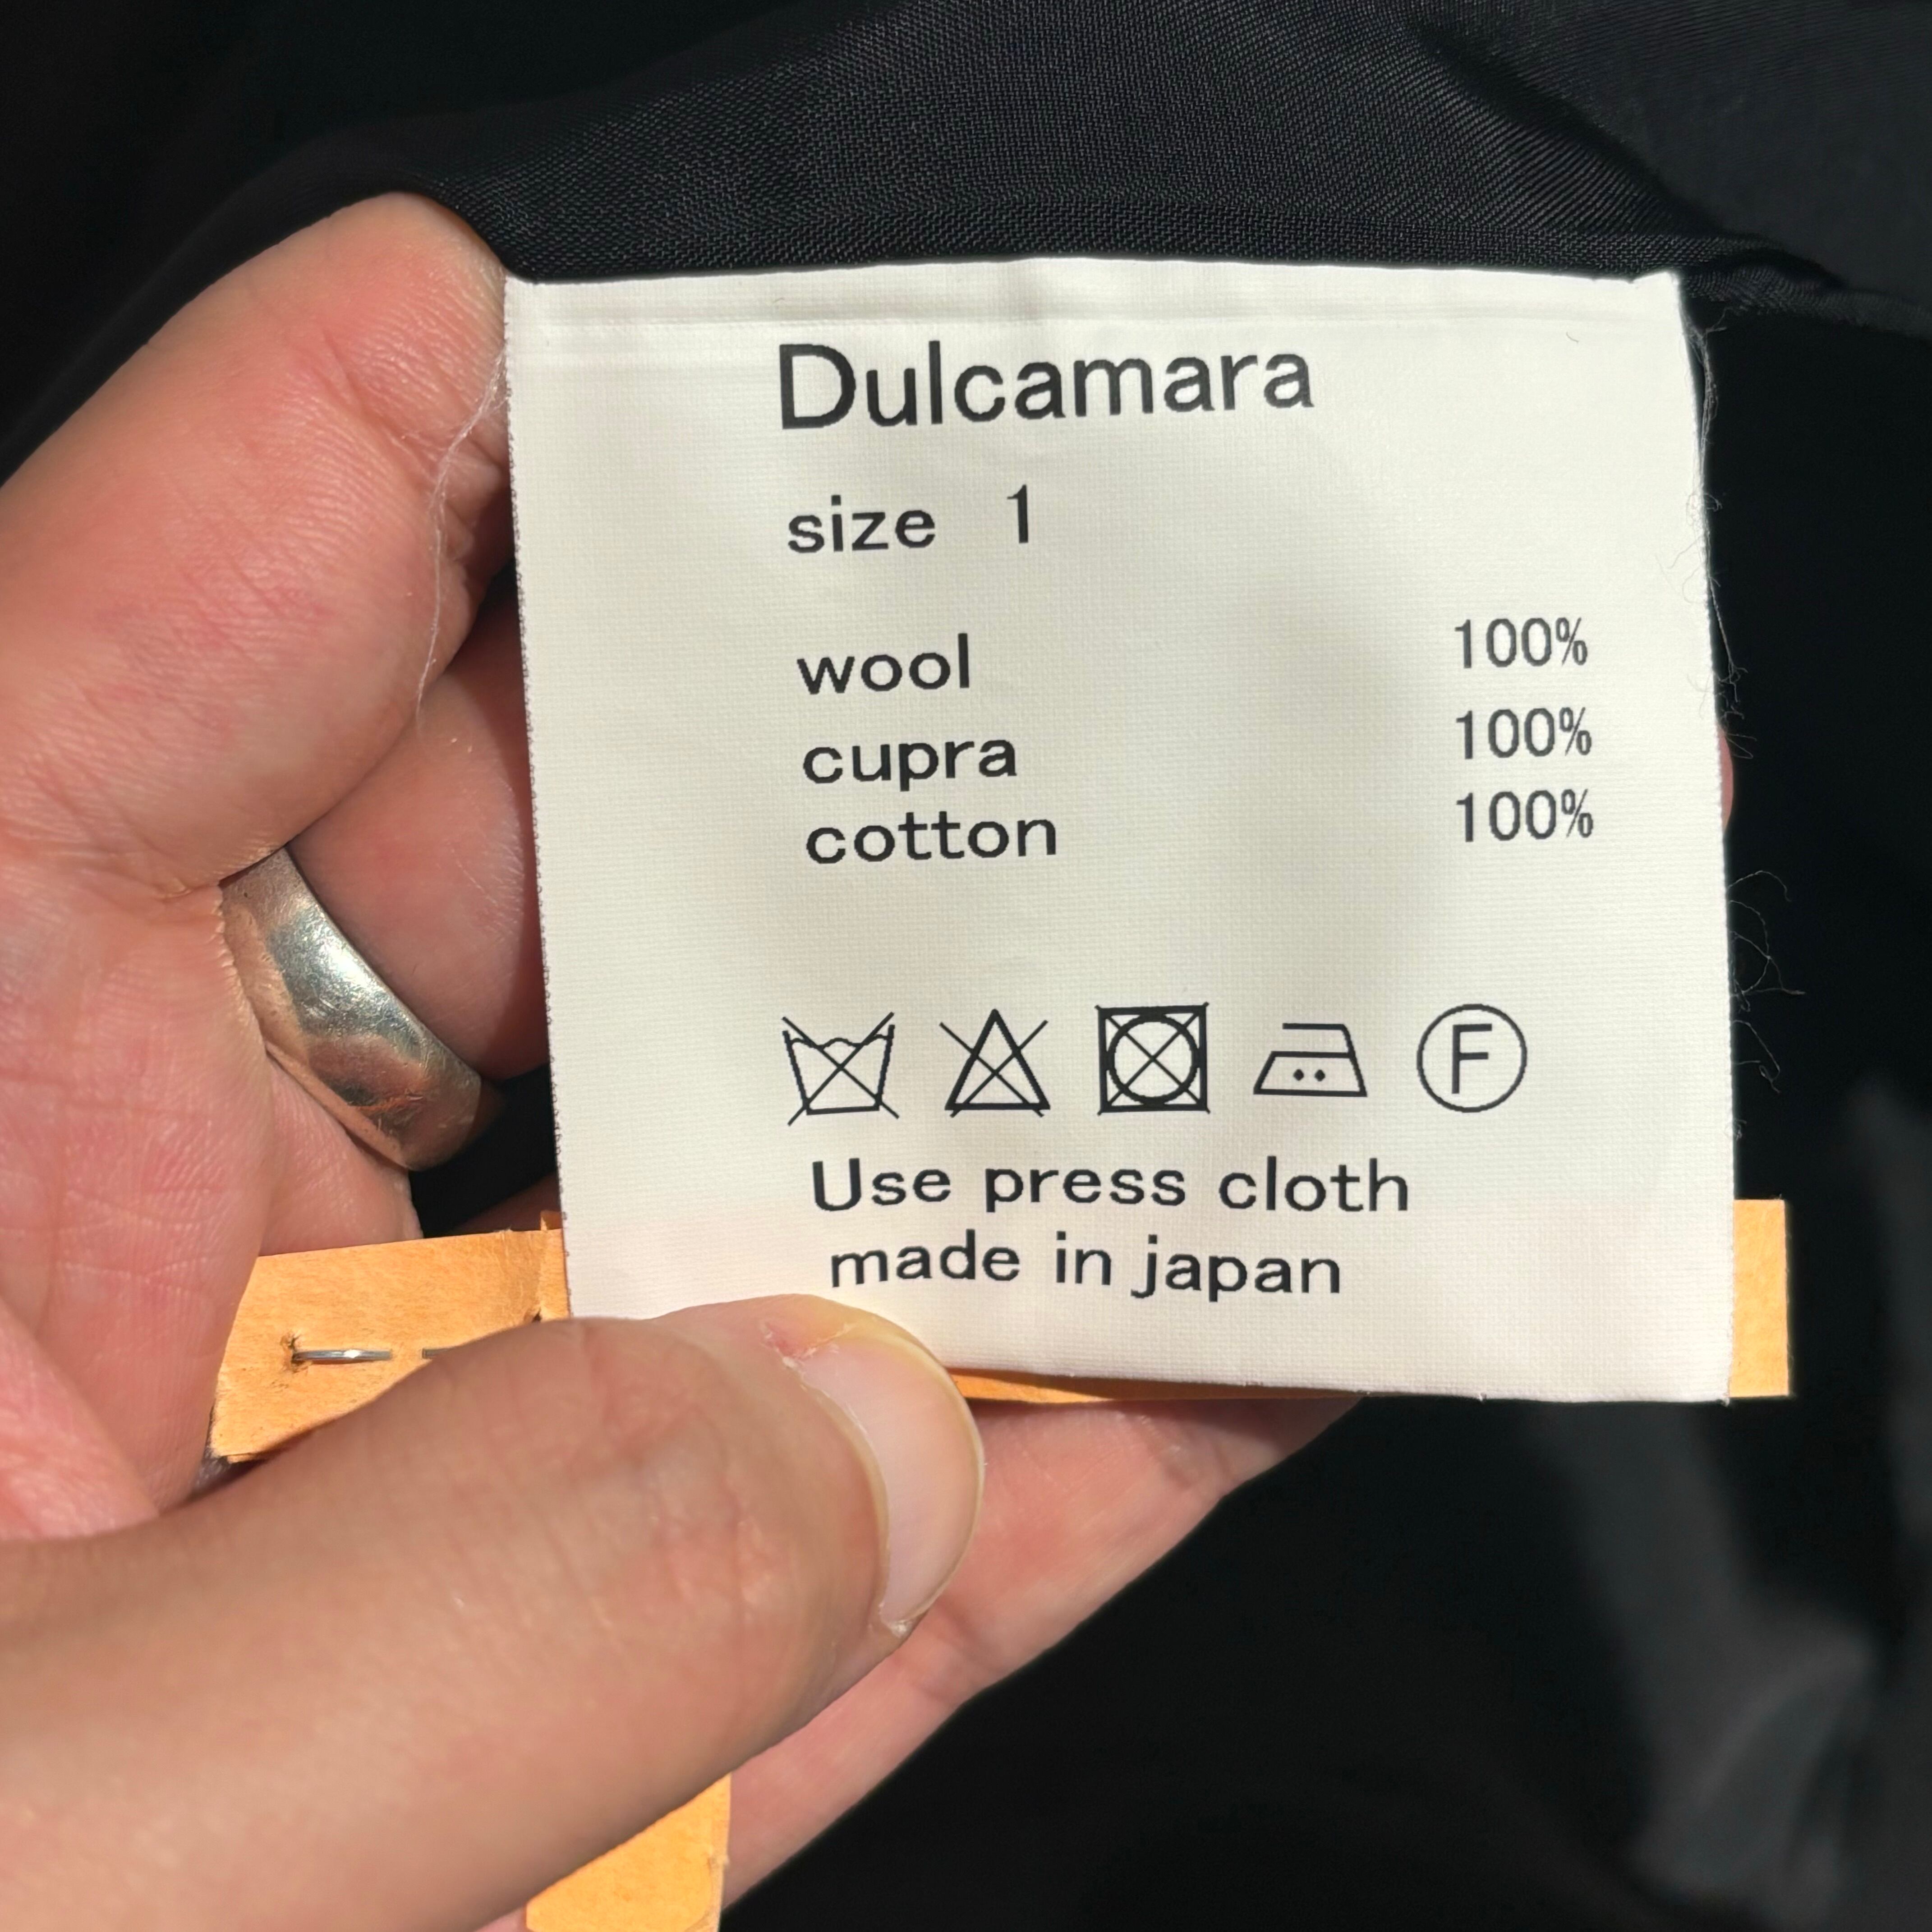 Dulcamara
size 1
wool 100%
cupra 100%
cotton 100%
F
Use press cloth
made in japan